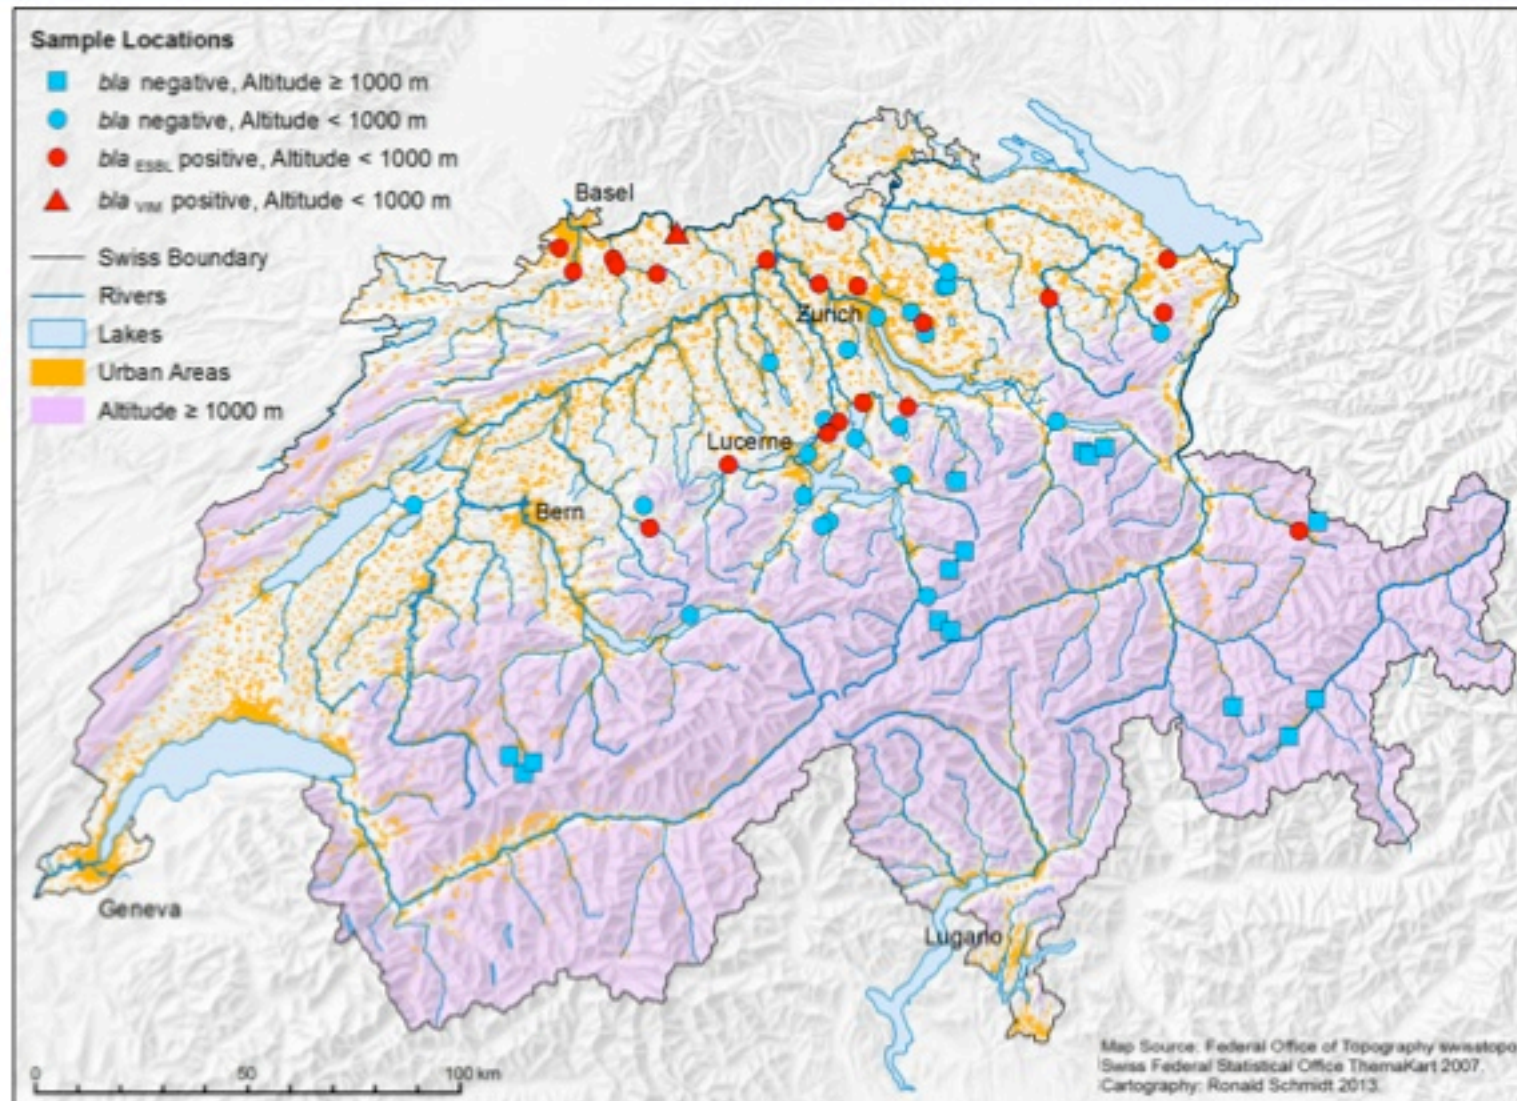 Sample Locations
bla negative, Altitude ≥ 1000 m
bla negative, Altitude < 1000 m
bla ESBL positive, Altitude < 1000 m
bla VIM positive, Altitude < 1000 m
Swiss Boundary
Rivers
Lakes
Urban Areas
Altitude ≥ 1000 m
Basel
Zurich
Lucerne
Bern
Geneva
Lugano
0 50 100 km
Map Source: Federal Office of Topography swisstopo
Swiss Federal Statistical Office ThemaKart 2007.
Cartography: Ronald Schmidt 2013.